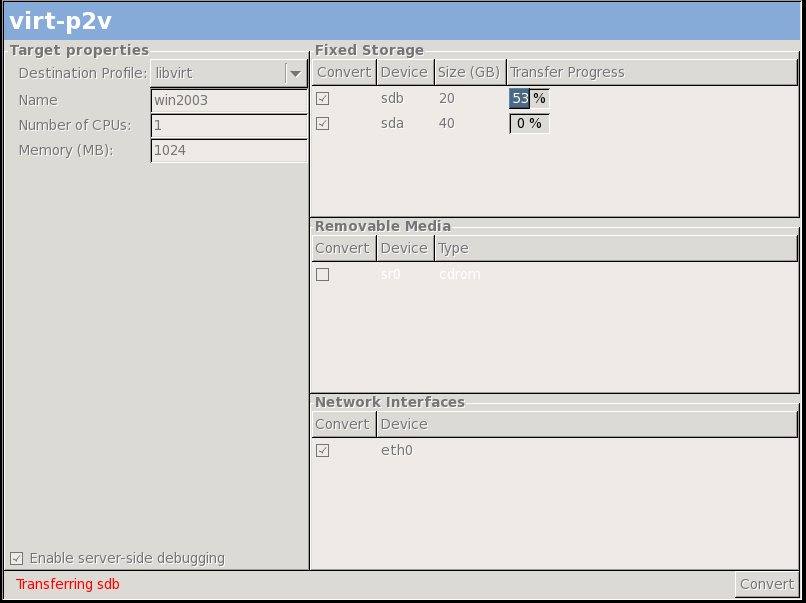 virt-p2v
Target properties
Destination Profile: libvirt
Name win2003
Number of CPUs: 1
Memory (MB): 1024
Enable server-side debugging
Fixed Storage
Convert Device Size (GB) Transfer Progress
sdb 20 53 %
sda 40 0 %
Removable Media
Convert Device Type
sr0 cdrom
Network Interfaces
Convert Device
eth0
Transferring sdb
Convert